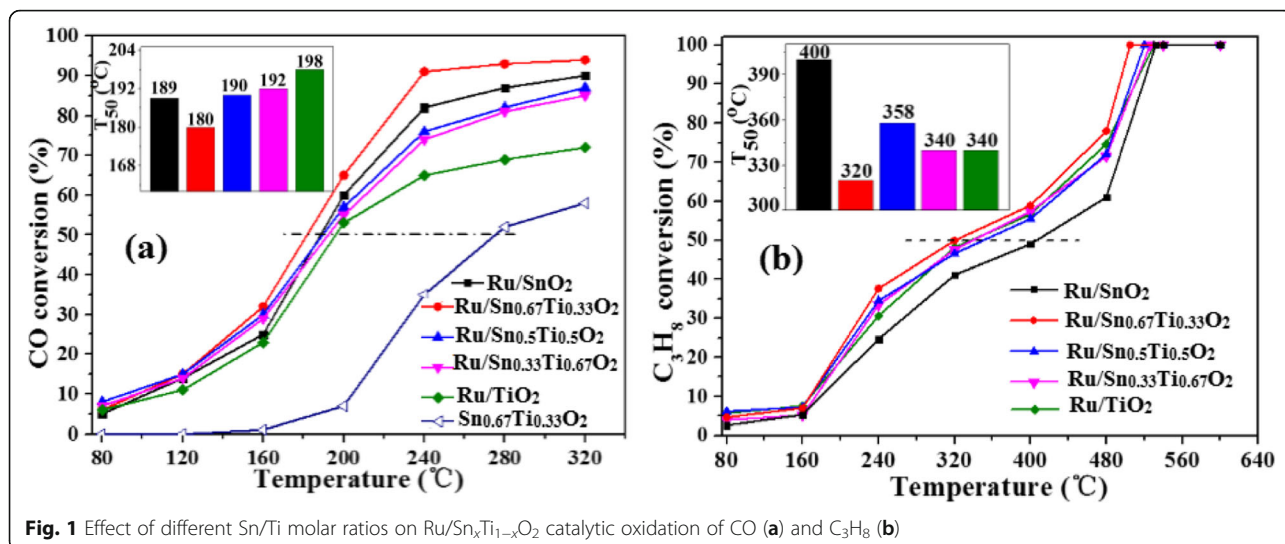 204
192
180
168
T₅₀ (°C)
189
180
190
192
198
100
90
80
70
60
50
40
30
20
10
0
CO conversion (%)
(a)
Ru/SnO₂
Ru/Sn₀.₆₇Ti₀.₃₃O₂
Ru/Sn₀.₅Ti₀.₅O₂
Ru/Sn₀.₃₃Ti₀.₆₇O₂
Ru/TiO₂
Sn₀.₆₇Ti₀.₃₃O₂
80 120 160 200 240 280 320
Temperature (℃)
390
360
330
300
T₅₀ (°C)
400
320
358
340
340
100
90
80
70
60
50
40
30
20
10
0
C₃H₈ conversion (%)
(b)
Ru/SnO₂
Ru/Sn₀.₆₇Ti₀.₃₃O₂
Ru/Sn₀.₅Ti₀.₅O₂
Ru/Sn₀.₃₃Ti₀.₆₇O₂
Ru/TiO₂
80 160 240 320 400 480 560 640
Temperature (℃)
Fig. 1 Effect of different Sn/Ti molar ratios on Ru/SnₓTi₁₋ₓO₂ catalytic oxidation of CO (a) and C₃H₈ (b)